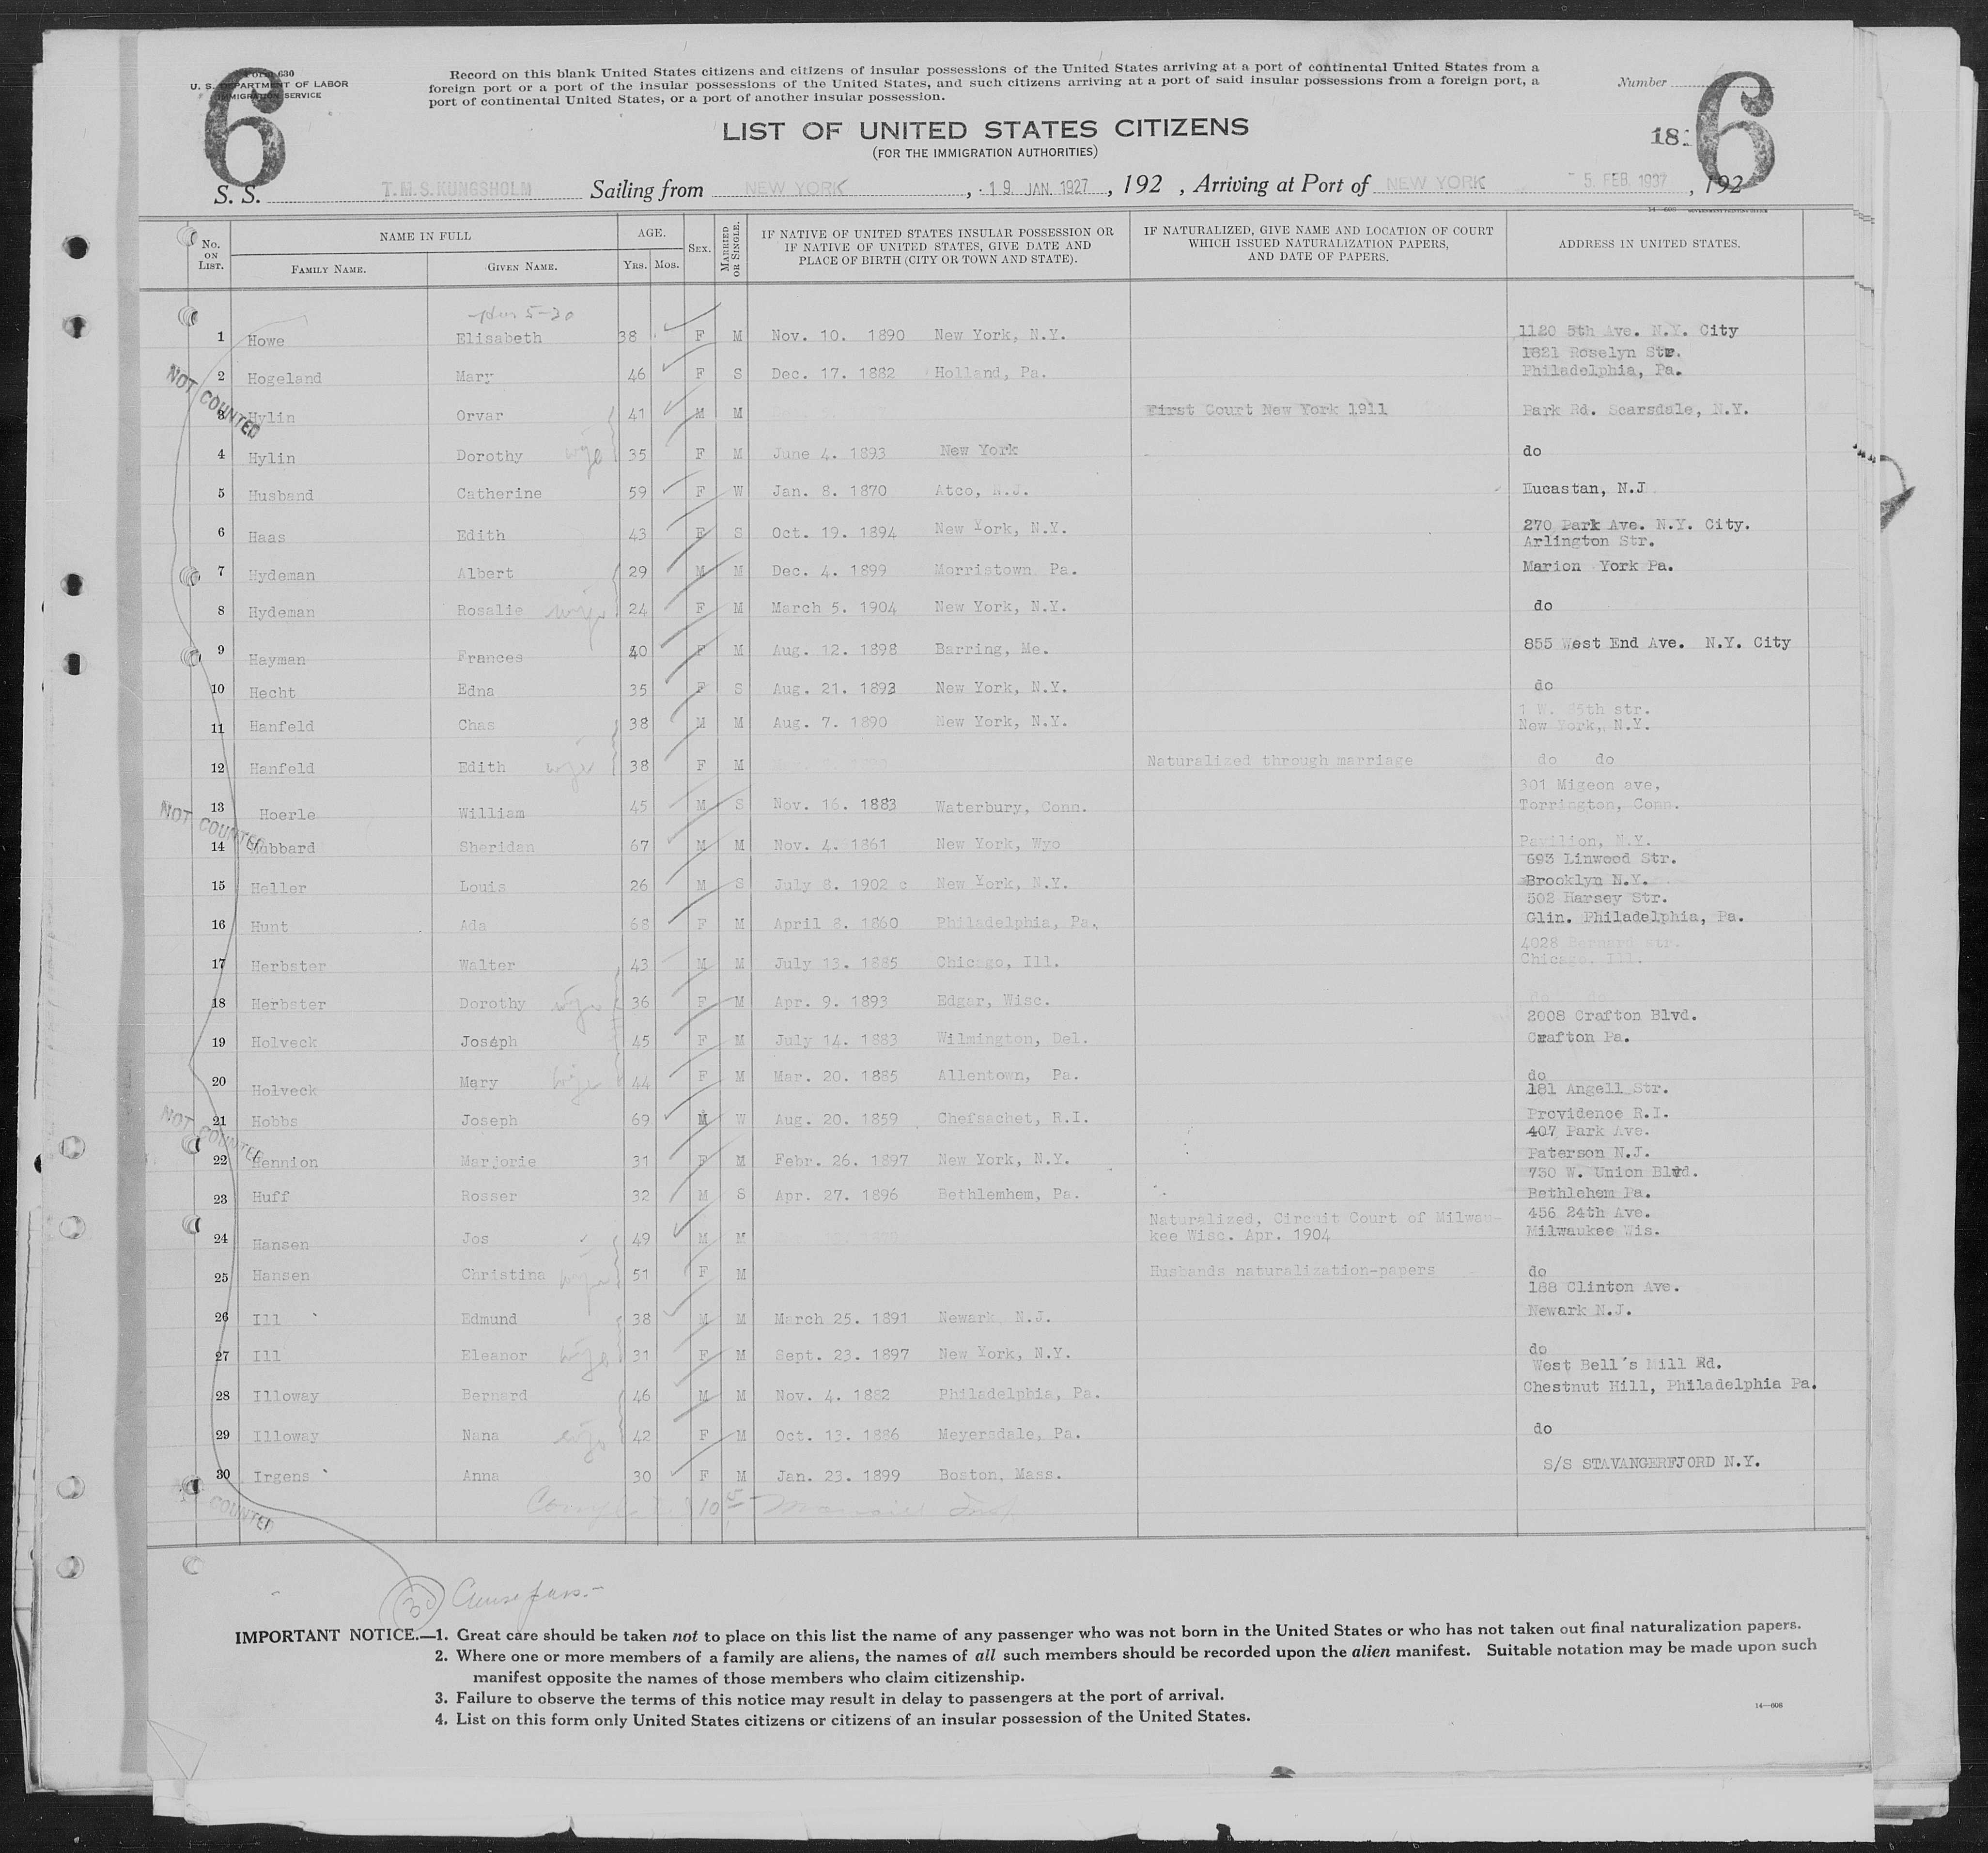 Form 630
U. S. DEPARTMENT OF LABOR
IMMIGRATION SERVICE
6
Record on this blank United States citizens and citizens of insular possessions of the United States arriving at a port of continental United States from a
foreign port or a port of the insular possessions of the United States, and such citizens arriving at a port of said insular possessions from a foreign port, a
port of continental United States, or a port of another insular possession.
Number
6
LIST OF UNITED STATES CITIZENS
(FOR THE IMMIGRATION AUTHORITIES)
18
S. S. T.M.S. KUNGSHOLM Sailing from NEW YORK, 19 JAN. 1927, 192 , Arriving at Port of NEW YORK 5. FEB. 1937, 192
No. ON LIST. NAME IN FULL FAMILY NAME. GIVEN NAME. AGE. YRS. MOS. SEX. MARRIED OR SINGLE. IF NATIVE OF UNITED STATES INSULAR POSSESSION OR IF NATIVE OF UNITED STATES, GIVE DATE AND PLACE OF BIRTH (CITY OR TOWN AND STATE). IF NATURALIZED, GIVE NAME AND LOCATION OF COURT WHICH ISSUED NATURALIZATION PAPERS, AND DATE OF PAPERS. ADDRESS IN UNITED STATES.
5-30
1 Howe Elisabeth 38 F M Nov. 10. 1890 New York, N.Y. 1120 5th Ave. N.Y. City
1821 Roselyn Str.
2 Hogeland Mary 46 F S Dec. 17. 1882 Holland, Pa. Philadelphia, Pa.
NOT COUNTED
3 Hylin Orvar 41 M M First Court New York 1911 Park Rd. Scarsdale, N.Y.
4 Hylin Dorothy wife 35 F M June 4. 1893 New York do
5 Husband Catherine 59 F W Jan. 8. 1870 Atco, N.J. Lucastan, N.J
6 Haas Edith 43 F S Oct. 19. 1894 New York, N.Y. 270 Park Ave. N.Y. City.
Arlington Str.
7 Hydeman Albert 29 M M Dec. 4. 1899 Morristown Pa. Marion York Pa.
8 Hydeman Rosalie wife 24 F M March 5. 1904 New York, N.Y. do
9 Hayman Frances 40 F M Aug. 12. 1898 Barring, Me. 855 West End Ave. N.Y. City
10 Hecht Edna 35 F S Aug. 21. 1893 New York, N.Y. do
1 W. 85th str.
11 Hanfeld Chas 38 M M Aug. 7. 1890 New York, N.Y. New York, N.Y.
12 Hanfeld Edith wife 38 F M Naturalized through marriage do do
301 Migeon ave,
13 Hoerle William 45 M S Nov. 16. 1883 Waterbury, Conn. Torrington, Conn.
NOT COUNTED
14 Hubbard Sheridan 67 M M Nov. 4. 1861 New York, Wyo Pavilion, N.Y.
693 Linwood Str.
15 Heller Louis 26 M S July 8. 1902 c New York, N.Y. Brooklyn N.Y.
502 Harsey Str.
16 Hunt Ada 68 F M April 8. 1860 Philadelphia, Pa. Glin. Philadelphia, Pa.
4028 Bernard str.
17 Herbster Walter 43 M M July 13. 1885 Chicago, Ill. Chicago, Ill.
18 Herbster Dorothy wife 36 F M Apr. 9. 1893 Edgar, Wisc. do do
2008 Crafton Blvd.
19 Holveck Joseph 45 F M July 14. 1883 Wilmington, Del. Crafton Pa.
20 Holveck Mary wife 44 F M Mar. 20. 1885 Allentown, Pa. do
181 Angell Str.
21 Hobbs Joseph 69 M W Aug. 20. 1859 Chefsachet, R.I. Providence R.I.
NOT COUNTED
407 Park Ave.
22 Hennion Marjorie 31 F M Febr. 26. 1897 New York, N.Y. Paterson N.J.
730 W. Union Blvd.
23 Huff Rosser 32 M S Apr. 27. 1896 Bethlemhem, Pa. Bethlehem Pa.
456 24th Ave.
24 Hansen Jos 49 M M Naturalized, Circuit Court of Milwau-kee Wisc. Apr. 1904 Milwaukee Wis.
25 Hansen Christina wife 51 F M Husbands naturalization-papers do
188 Clinton Ave.
26 Ill Edmund 38 M M March 25. 1891 Newark N.J. Newark N.J.
27 Ill Eleanor wife 31 F M Sept. 23. 1897 New York, N.Y. do
West Bell's Mill Rd.
28 Illoway Bernard 46 M M Nov. 4. 1882 Philadelphia, Pa. Chestnut Hill, Philadelphia Pa.
29 Illoway Nana wife 42 F M Oct. 13. 1886 Meyersdale, Pa. do
30 Irgens Anna 30 F M Jan. 23. 1899 Boston, Mass. S/S STAVANGERFJORD N.Y.
COUNTED
30
IMPORTANT NOTICE.—1. Great care should be taken not to place on this list the name of any passenger who was not born in the United States or who has not taken out final naturalization papers.
2. Where one or more members of a family are aliens, the names of all such members should be recorded upon the alien manifest. Suitable notation may be made upon such
manifest opposite the names of those members who claim citizenship.
3. Failure to observe the terms of this notice may result in delay to passengers at the port of arrival.
4. List on this form only United States citizens or citizens of an insular possession of the United States.
14—608